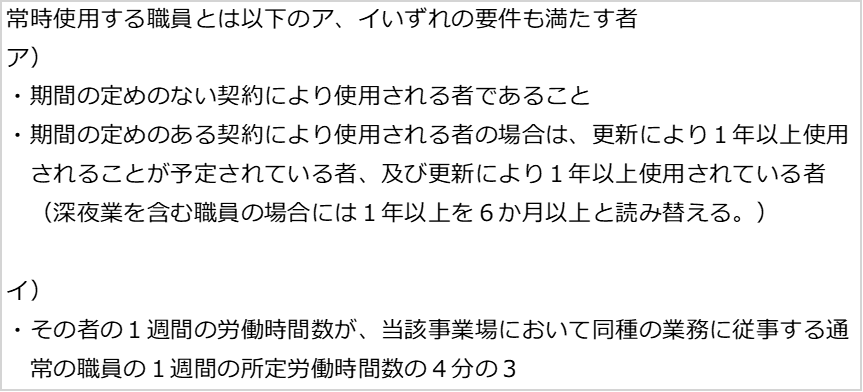 常時使用する職員とは以下のア、イいずれの要件も満たす者
ア）
・期間の定めのない契約により使用される者であること
・期間の定めのある契約により使用される者の場合は、更新により１年以上使用
されることが予定されている者、及び更新により１年以上使用されている者
（深夜業を含む職員の場合には１年以上を６か月以上と読み替える。）
イ）
・その者の１週間の労働時間数が、当該事業場において同種の業務に従事する通
常の職員の１週間の所定労働時間数の４分の３